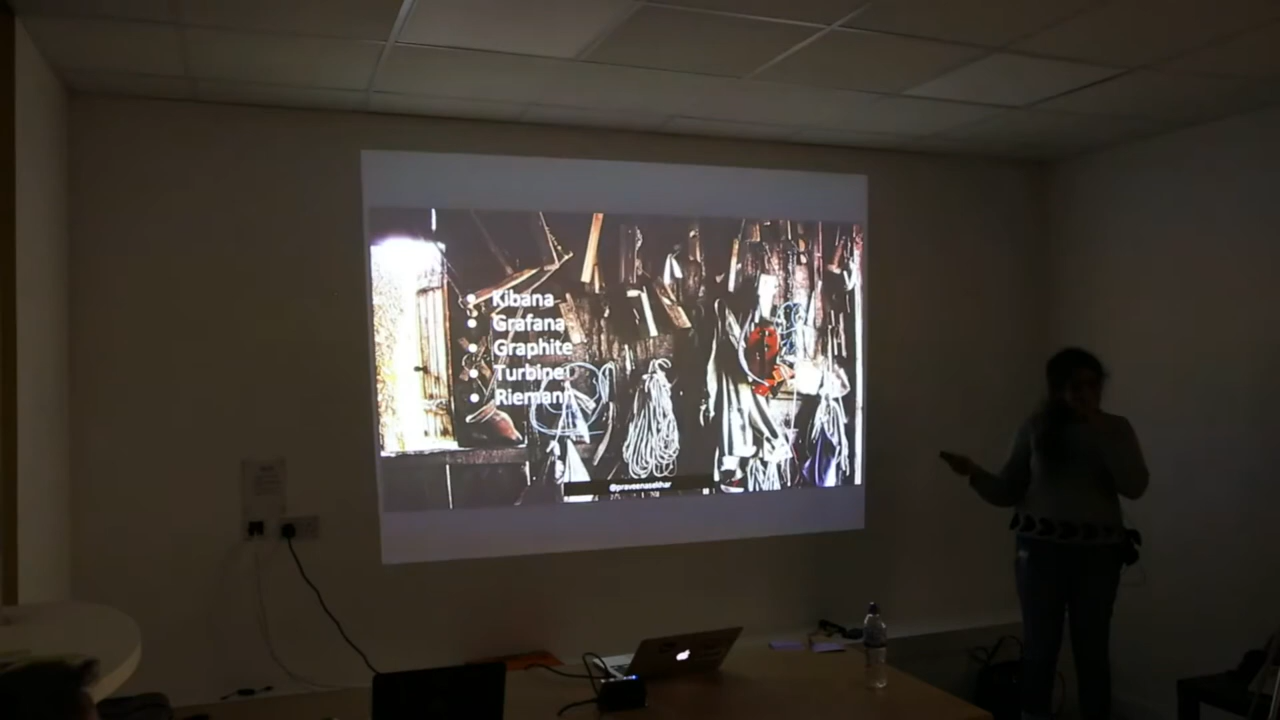 Kibana
Grafana
Graphite
Turbine
Riemann
@praveenasekhar